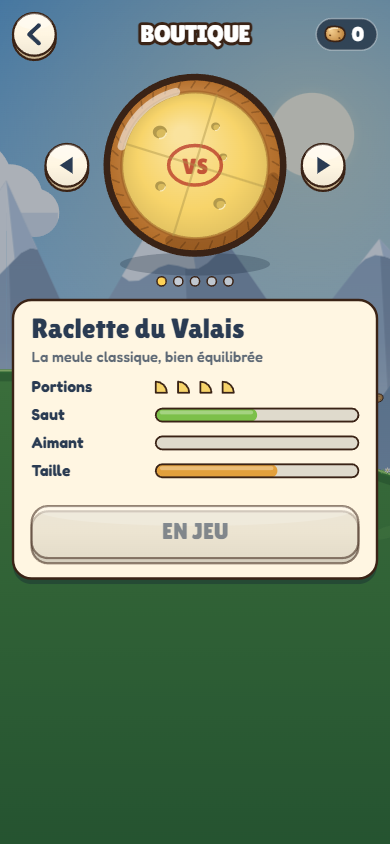 BOUTIQUE
0
VS
Raclette du Valais
La meule classique, bien équilibrée
Portions
Saut
Aimant
Taille
EN JEU